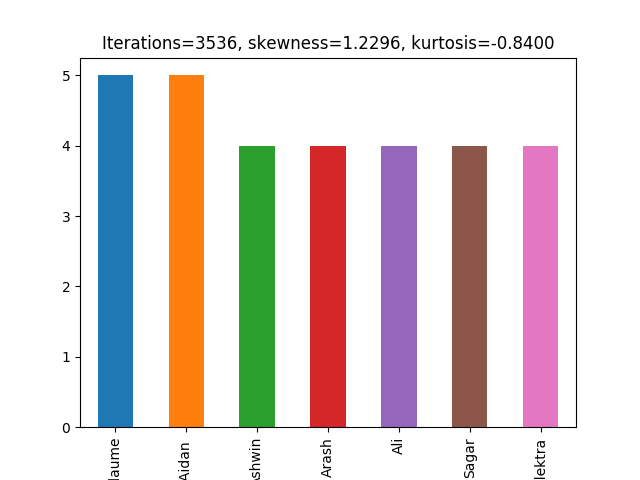 Iterations=3536, skewness=1.2296, kurtosis=-0.8400
5
4
3
2
1
0
laume
Aidan
shwin
Arash
Ali
Sagar
lektra